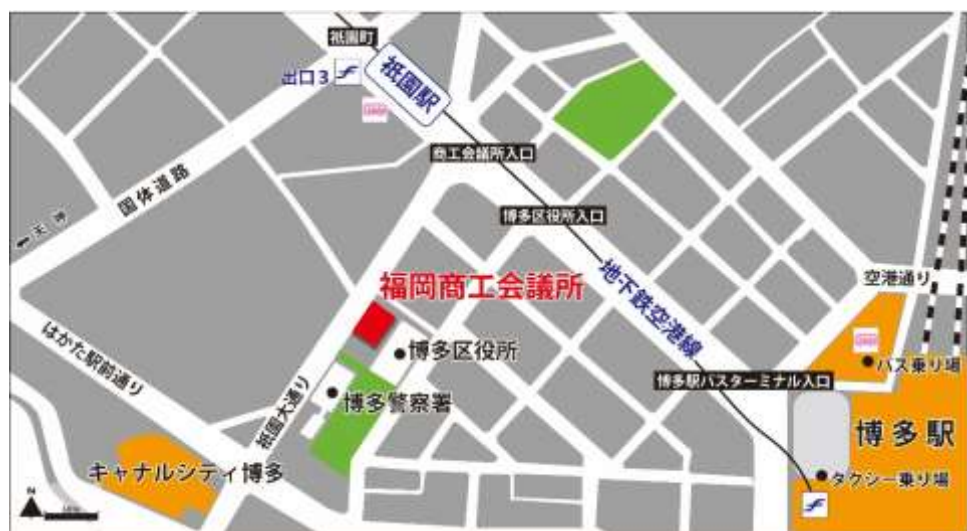 祇園町
出口3
祇園駅
商工会議所入口
国体道路
博多区役所入口
天神
福岡商工会議所
地下鉄空港線
空港通り
はかた駅前通り
博多区役所
バス乗り場
博多駅バスターミナル入口
祇園大通り
博多警察署
博多駅
キャナルシティ博多
タクシー乗り場
N